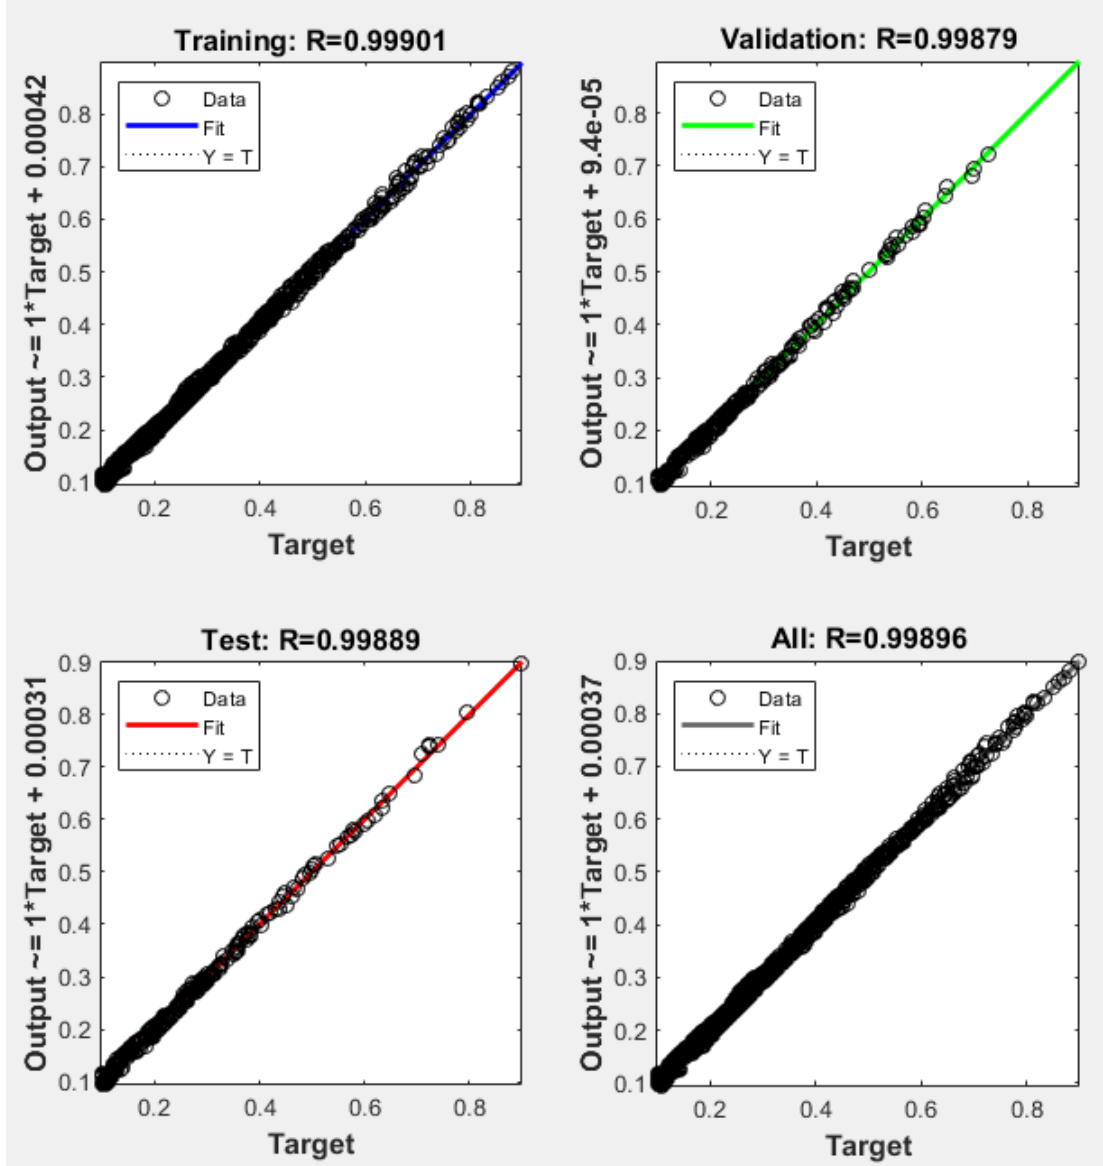 Training: R=0.99901
Output ~= 1*Target + 0.00042
Data
Fit
Y = T
0.8
0.7
0.6
0.5
0.4
0.3
0.2
0.1
0.2 0.4 0.6 0.8
Target
Validation: R=0.99879
Output ~= 1*Target + 9.4e-05
Data
Fit
Y = T
0.8
0.7
0.6
0.5
0.4
0.3
0.2
0.1
0.2 0.4 0.6 0.8
Target
Test: R=0.99889
Output ~= 1*Target + 0.00031
Data
Fit
Y = T
0.9
0.8
0.7
0.6
0.5
0.4
0.3
0.2
0.1
0.2 0.4 0.6 0.8
Target
All: R=0.99896
Output ~= 1*Target + 0.00037
Data
Fit
Y = T
0.9
0.8
0.7
0.6
0.5
0.4
0.3
0.2
0.1
0.2 0.4 0.6 0.8
Target